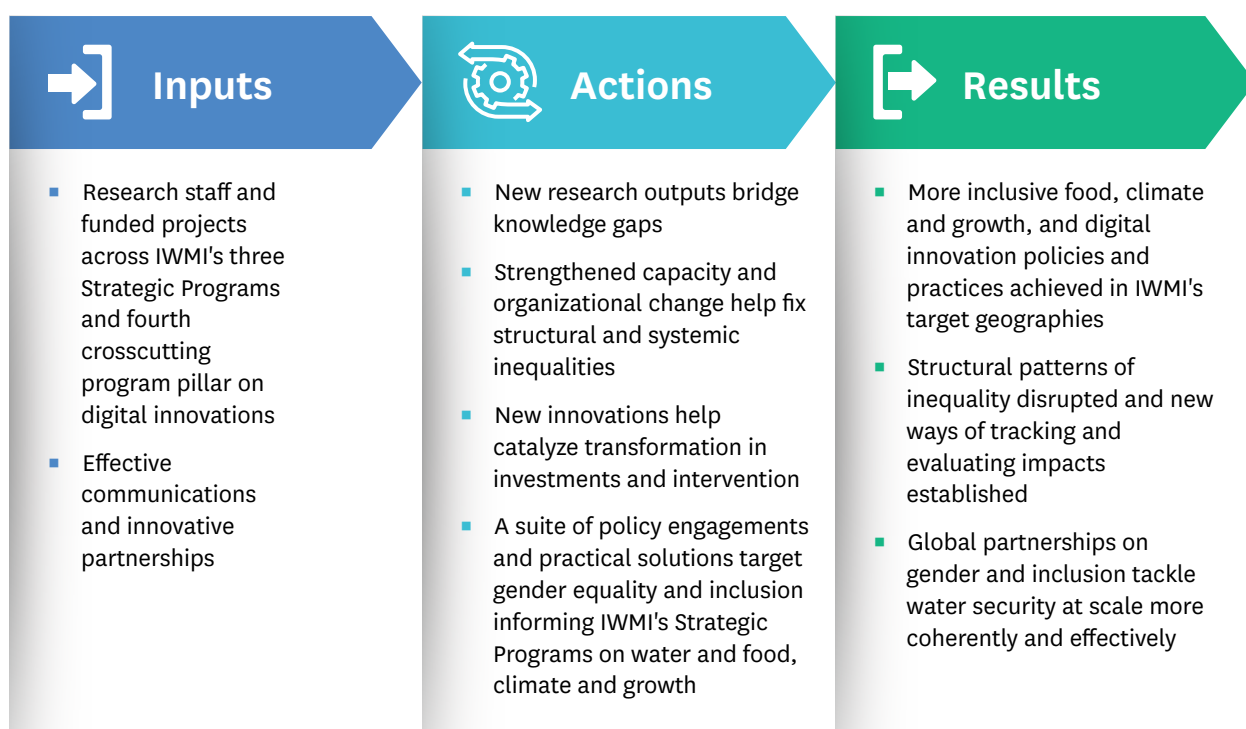 Inputs
Research staff and
funded projects
across IWMI's three
Strategic Programs
and fourth
crosscutting
program pillar on
digital innovations
Effective
communications
and innovative
partnerships
Actions
New research outputs bridge
knowledge gaps
Strengthened capacity and
organizational change help fix
structural and systemic
inequalities
New innovations help
catalyze transformation in
investments and intervention
A suite of policy engagements
and practical solutions target
gender equality and inclusion
informing IWMI's Strategic
Programs on water and food,
climate and growth
Results
More inclusive food, climate
and growth, and digital
innovation policies and
practices achieved in IWMI's
target geographies
Structural patterns of
inequality disrupted and new
ways of tracking and
evaluating impacts
established
Global partnerships on
gender and inclusion tackle
water security at scale more
coherently and effectively